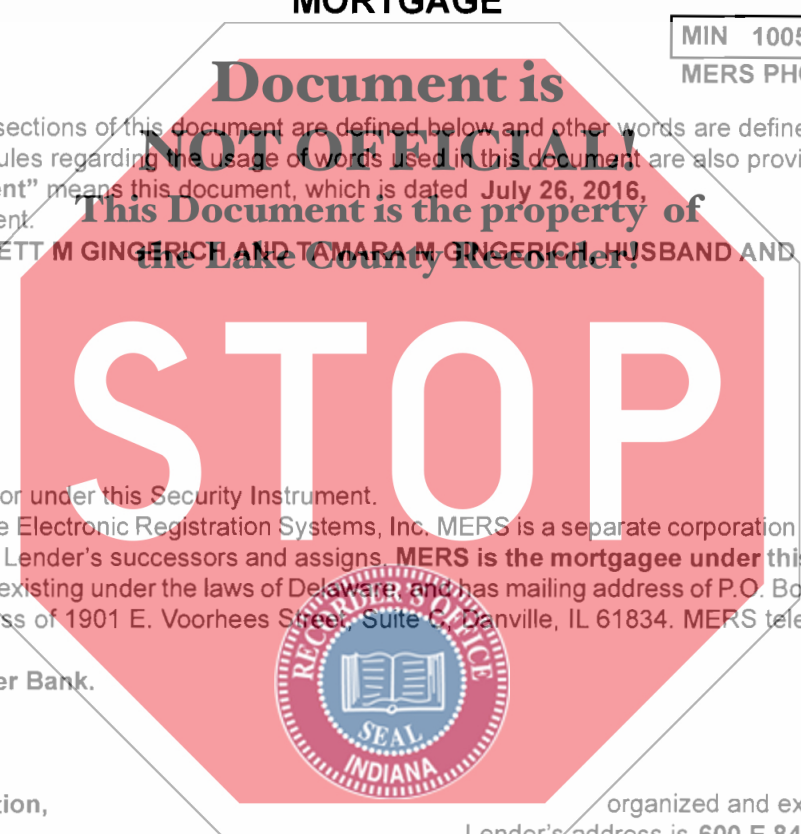 MORTGAGE
MIN 1005
MERS PHO
Document is
sections of this document are defined below and other words are define
NOT OFFICIAL!
ules regarding the usage of words used in this document are also provi
ent” means this document, which is dated July 26, 2016,
This Document is the property of
ent.
ETT M GINGERICH AND TAMARA M GINGERICH, HUSBAND AND
the Lake County Recorder!
STOP
or under this Security Instrument.
e Electronic Registration Systems, Inc. MERS is a separate corporation
Lender’s successors and assigns. MERS is the mortgagee under this
existing under the laws of Delaware, and has mailing address of P.O. Bo
ss of 1901 E. Voorhees Street, Suite C, Danville, IL 61834. MERS tele
RECORDER'S OFFICE
er Bank.
SEAL
INDIANA
tion,
organized and ex
Lender’s address is 600 E 84